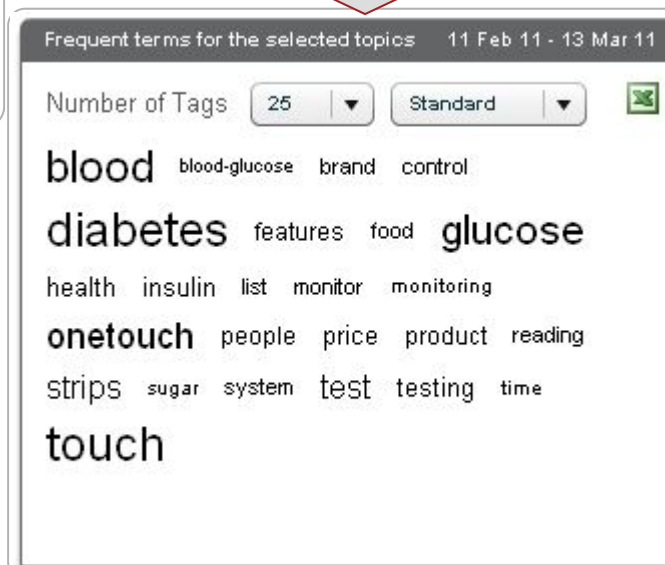 Frequent terms for the selected topics 11 Feb 11 - 13 Mar 11
Number of Tags 25 Standard
blood blood-glucose brand control
diabetes features food glucose
health insulin list monitor monitoring
onetouch people price product reading
strips sugar system test testing time
touch